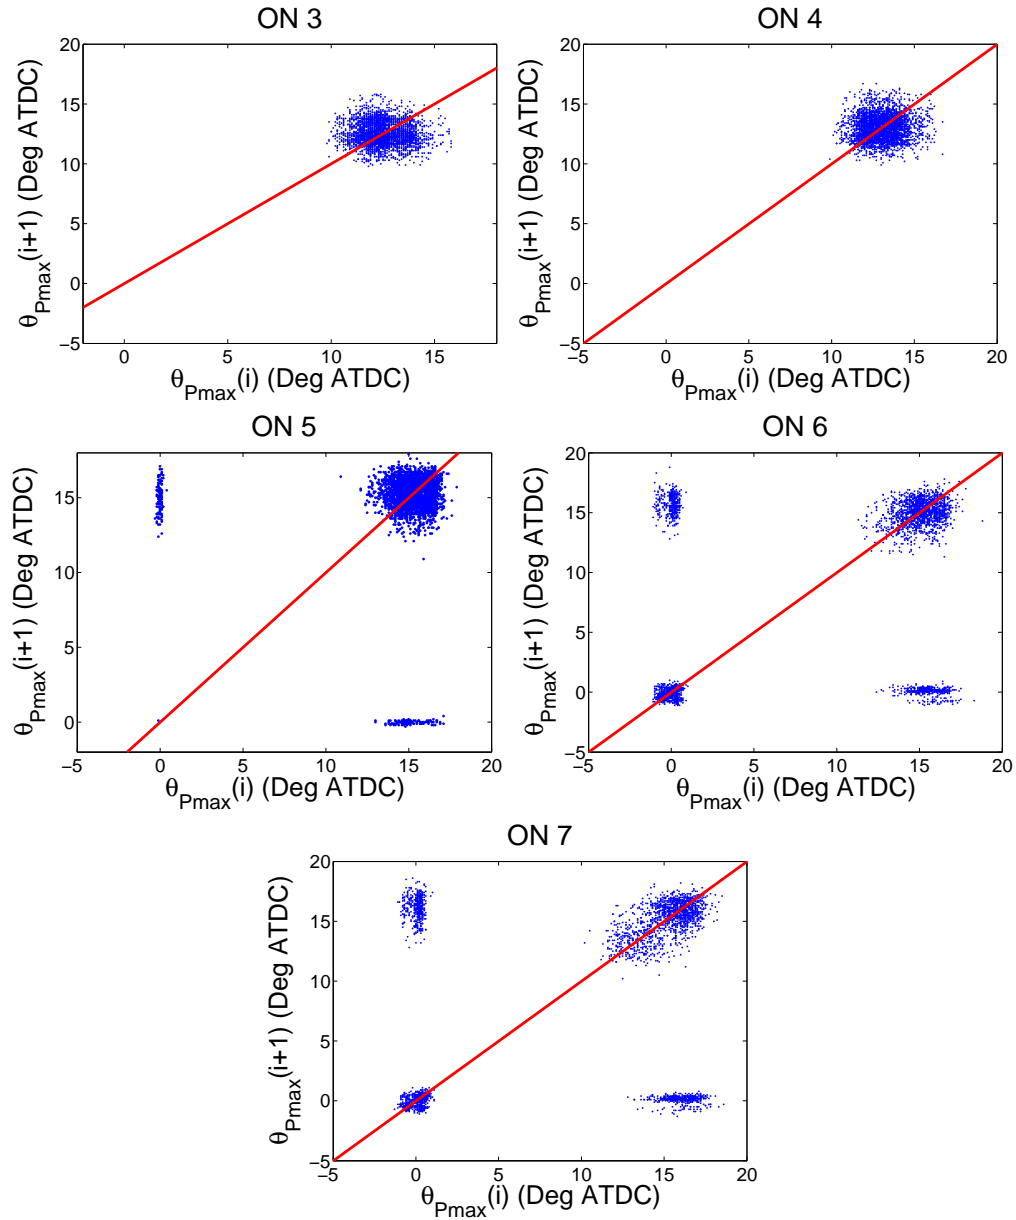 ON 3
θPmax(i+1) (Deg ATDC)
20
15
10
5
0
−5
0 5 10 15
θPmax(i) (Deg ATDC)
ON 4
θPmax(i+1) (Deg ATDC)
20
15
10
5
0
−5
−5 0 5 10 15 20
θPmax(i) (Deg ATDC)
ON 5
θPmax(i+1) (Deg ATDC)
15
10
5
0
−5 0 5 10 15 20
θPmax(i) (Deg ATDC)
ON 6
θPmax(i+1) (Deg ATDC)
20
15
10
5
0
−5
−5 0 5 10 15 20
θPmax(i) (Deg ATDC)
ON 7
θPmax(i+1) (Deg ATDC)
20
15
10
5
0
−5
−5 0 5 10 15 20
θPmax(i) (Deg ATDC)